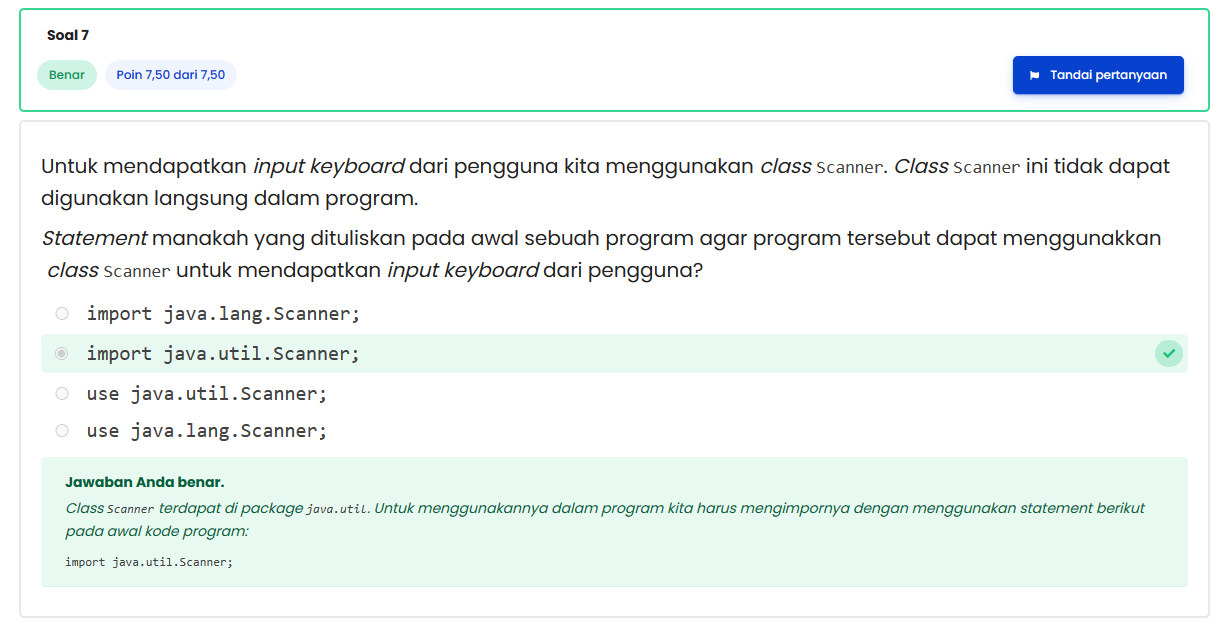 Soal 7
Benar
Poin 7,50 dari 7,50
Tandai pertanyaan
Untuk mendapatkan input keyboard dari pengguna kita menggunakan class Scanner. Class Scanner ini tidak dapat
digunakan langsung dalam program.
Statement manakah yang dituliskan pada awal sebuah program agar program tersebut dapat menggunakkan
class Scanner untuk mendapatkan input keyboard dari pengguna?
import java.lang.Scanner;
import java.util.Scanner;
use java.util.Scanner;
use java.lang.Scanner;
Jawaban Anda benar.
Class Scanner terdapat di package java.util. Untuk menggunakannya dalam program kita harus mengimpornya dengan menggunakan statement berikut
pada awal kode program:
import java.util.Scanner;